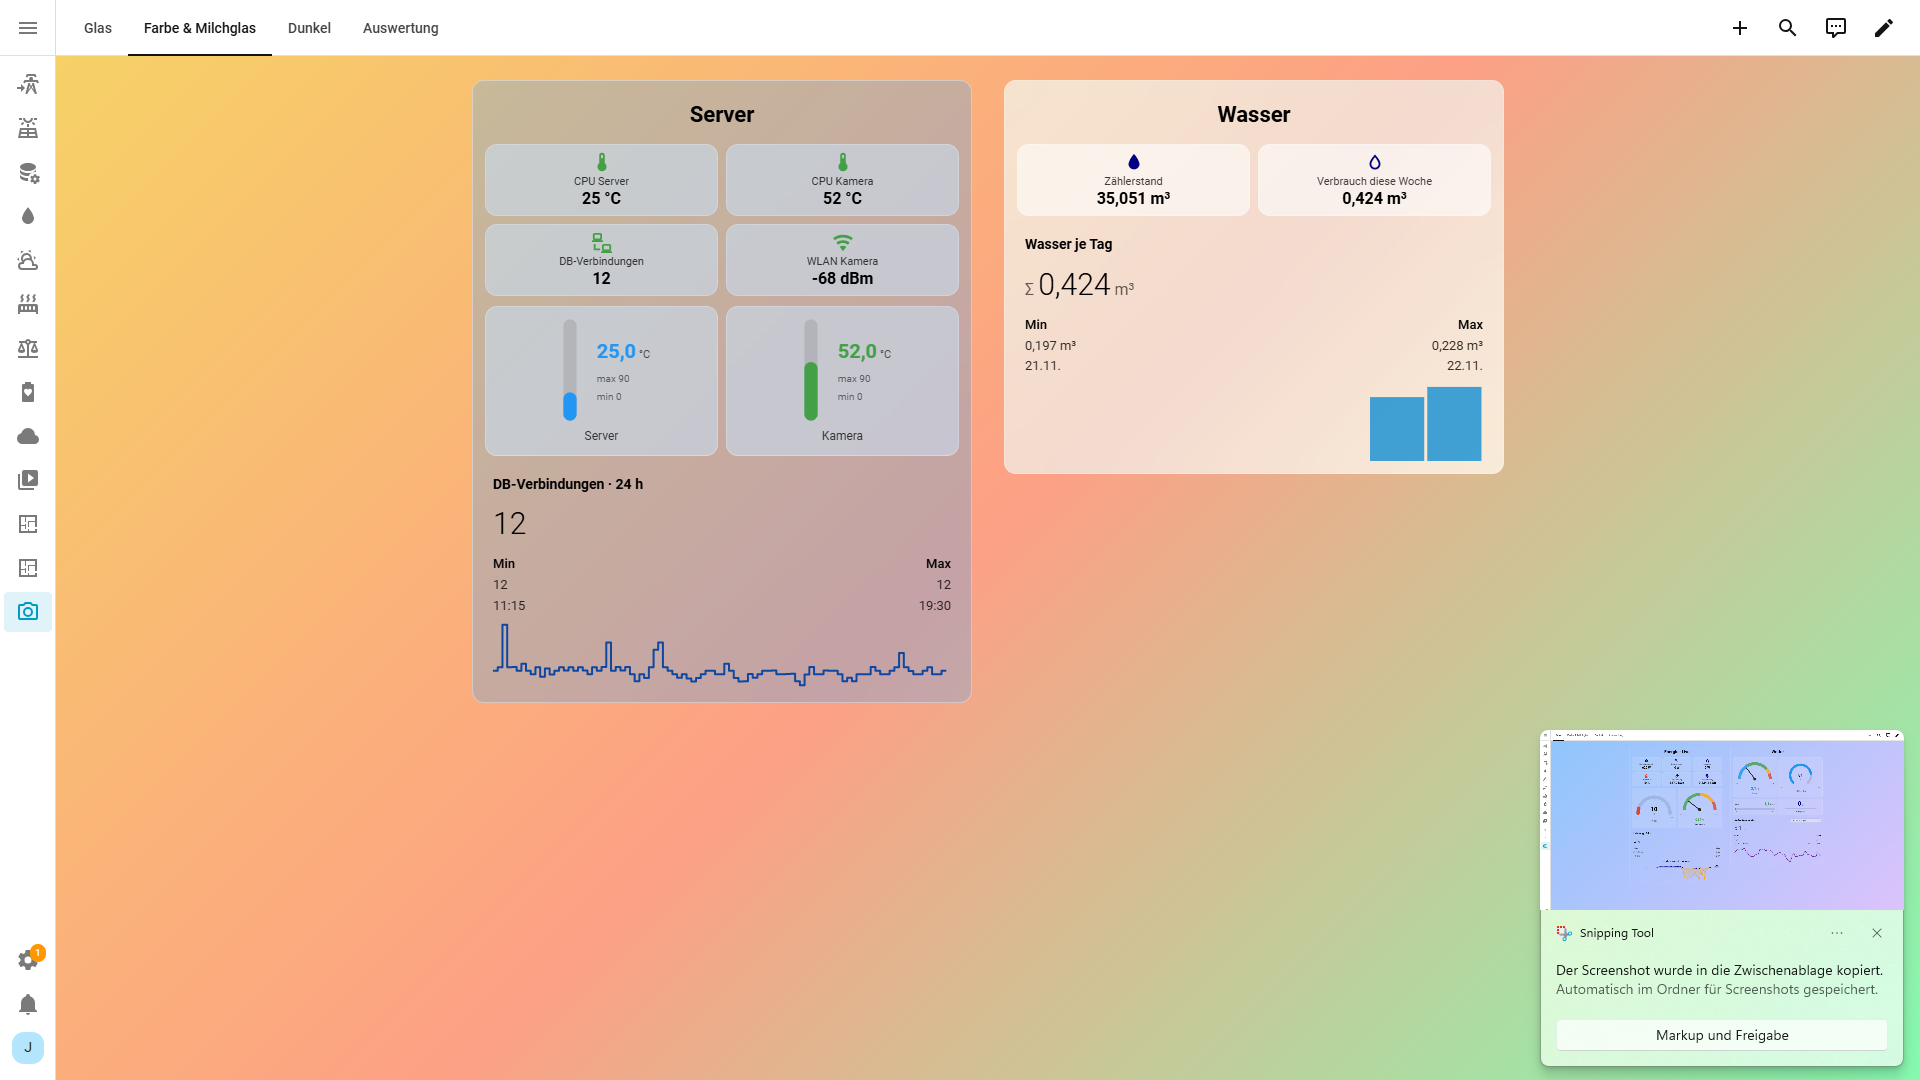 Glas
Farbe & Milchglas
Dunkel
Auswertung
Server
CPU Server
25 °C
CPU Kamera
52 °C
DB-Verbindungen
12
WLAN Kamera
-68 dBm
25,0 °C
max 90
min 0
Server
52,0 °C
max 90
min 0
Kamera
DB-Verbindungen · 24 h
12
Min
Max
12
12
11:15
19:30
Wasser
Zählerstand
35,051 m³
Verbrauch diese Woche
0,424 m³
Wasser je Tag
Σ 0,424 m³
Min
Max
0,197 m³
0,228 m³
21.11.
22.11.
1
J
Snipping Tool
Der Screenshot wurde in die Zwischenablage kopiert.
Automatisch im Ordner für Screenshots gespeichert.
Markup und Freigabe